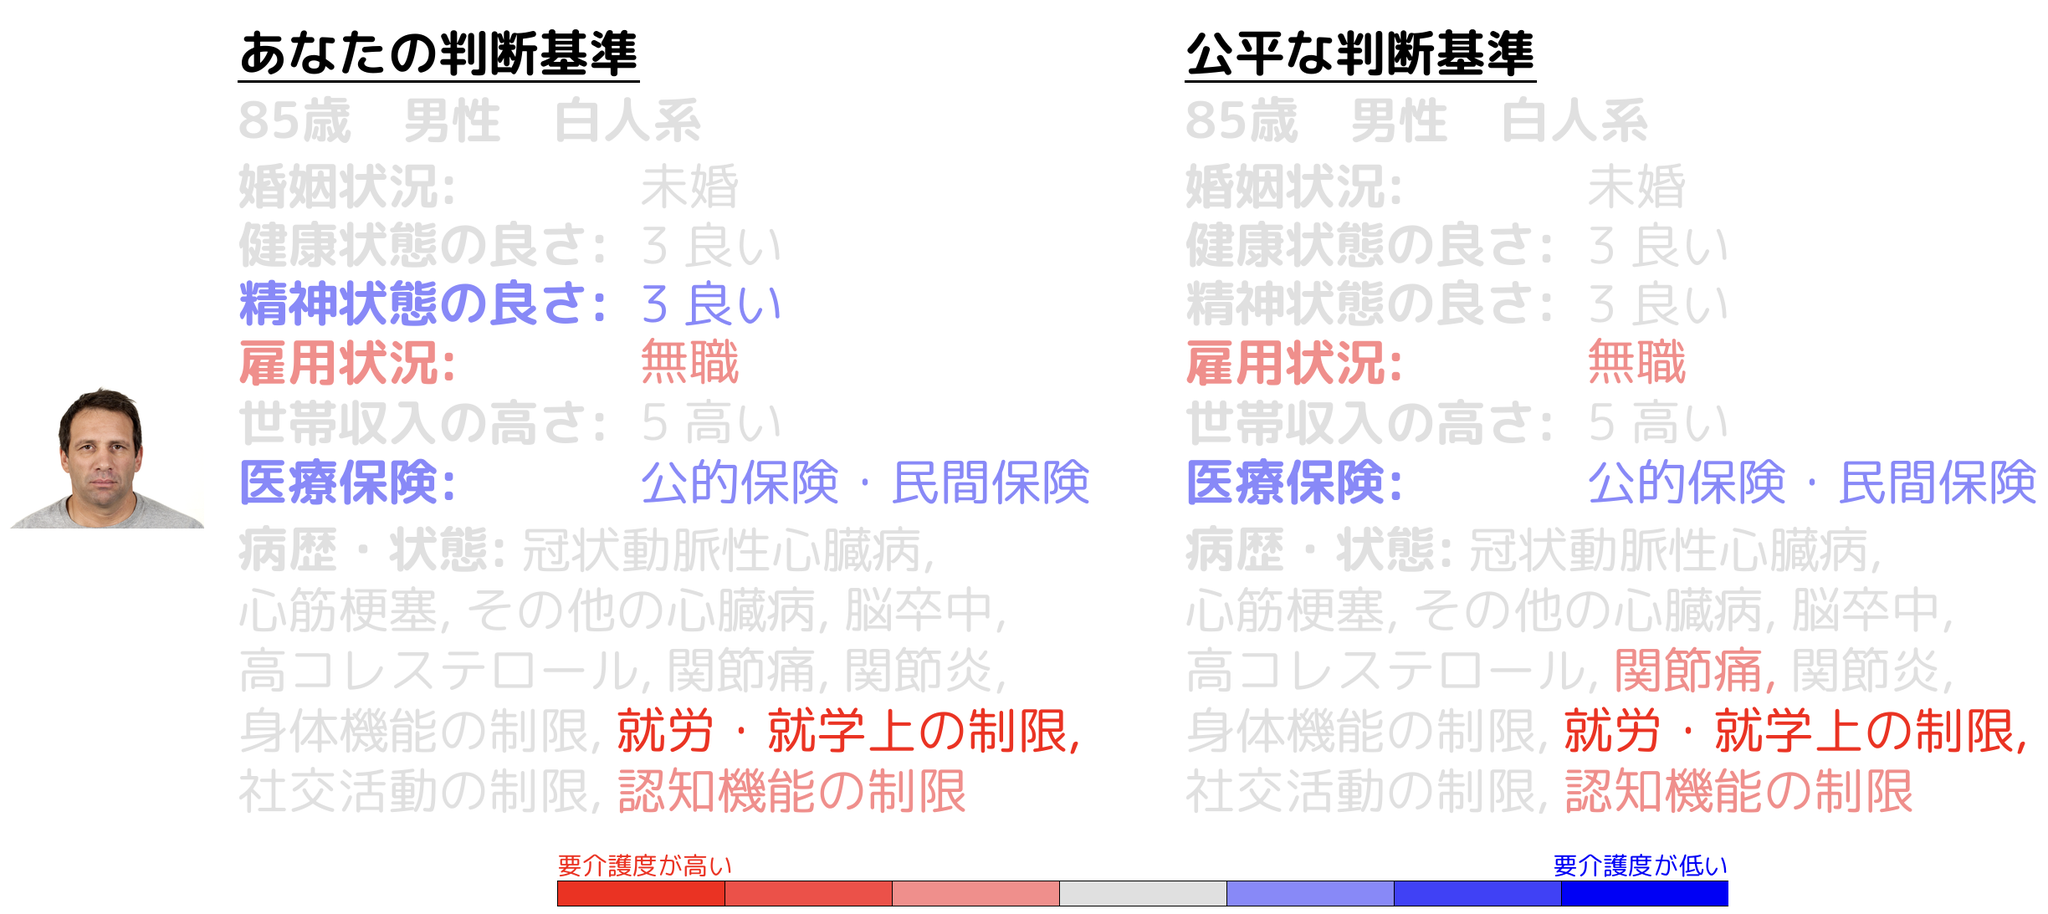 あなたの判断基準
85歳　男性　白人系
婚姻状況: 未婚
健康状態の良さ: 3 良い
精神状態の良さ: 3 良い
雇用状況: 無職
世帯収入の高さ: 5 高い
医療保険: 公的保険・民間保険
病歴・状態: 冠状動脈性心臓病,
心筋梗塞, その他の心臓病, 脳卒中,
高コレステロール, 関節痛, 関節炎,
身体機能の制限, 就労・就学上の制限,
社交活動の制限, 認知機能の制限
公平な判断基準
85歳　男性　白人系
婚姻状況: 未婚
健康状態の良さ: 3 良い
精神状態の良さ: 3 良い
雇用状況: 無職
世帯収入の高さ: 5 高い
医療保険: 公的保険・民間保険
病歴・状態: 冠状動脈性心臓病,
心筋梗塞, その他の心臓病, 脳卒中,
高コレステロール, 関節痛, 関節炎,
身体機能の制限, 就労・就学上の制限,
社交活動の制限, 認知機能の制限
要介護度が高い
要介護度が低い